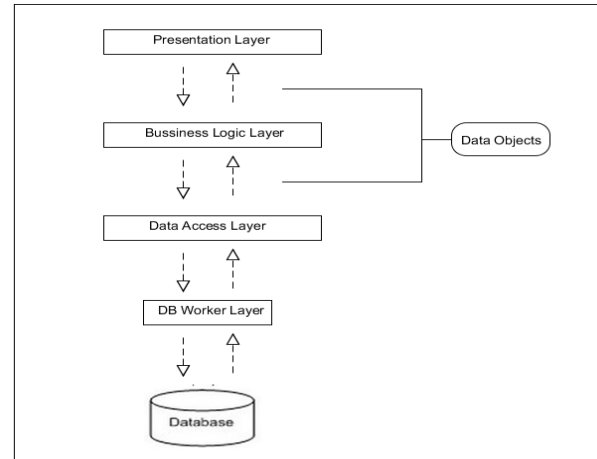 Presentation Layer
Bussiness Logic Layer
Data Objects
Data Access Layer
DB Worker Layer
Database